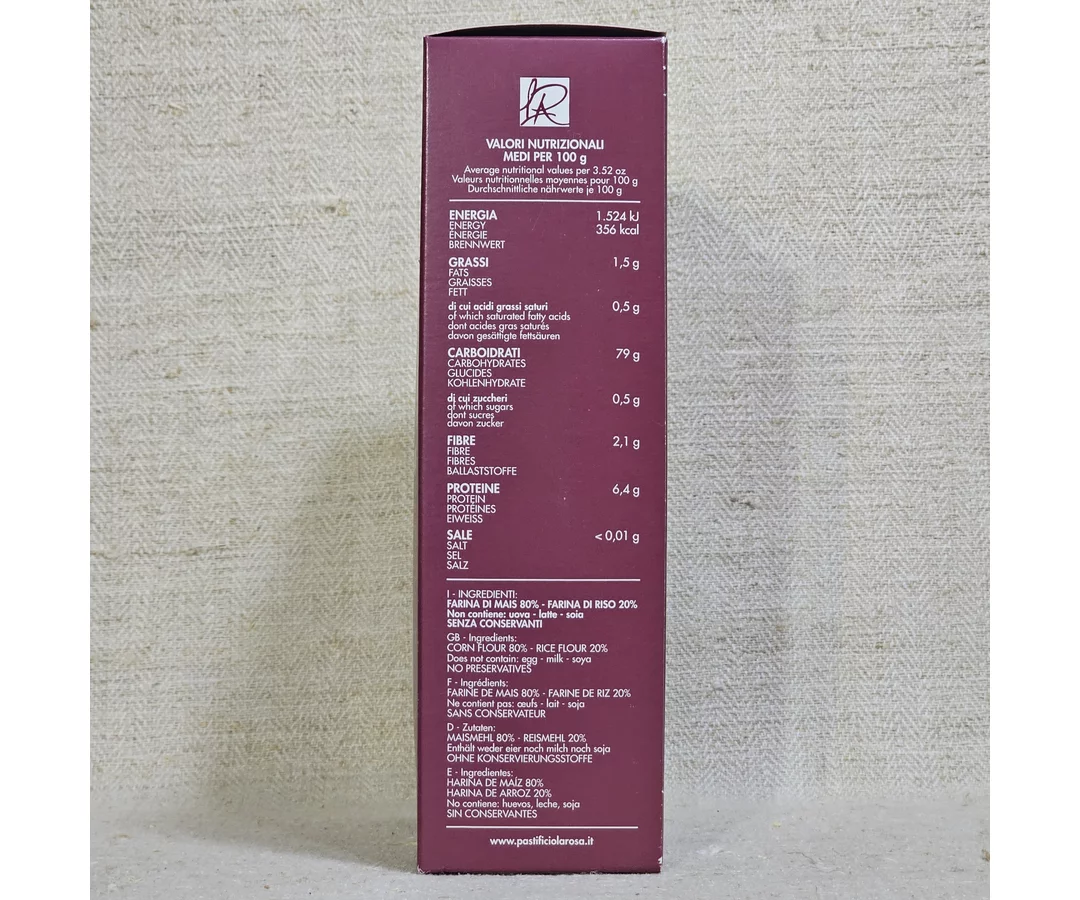 LAR
VALORI NUTRIZIONALI
MEDI PER 100 g
Average nutritional values per 3.52 oz
Valeurs nutritionnelles moyennes pour 100 g
Durchschnittliche nährwerte je 100 g
ENERGIA 1.524 kJ
ENERGY 356 kcal
ÉNERGIE
BRENNWERT
GRASSI 1,5 g
FATS
GRAISSES
FETT
di cui acidi grassi saturi 0,5 g
of which saturated fatty acids
dont acides gras saturés
davon gesättigte fettsäuren
CARBOIDRATI 79 g
CARBOHYDRATES
GLUCIDES
KOHLENHYDRATE
di cui zuccheri 0,5 g
of which sugars
dont sucres
davon zucker
FIBRE 2,1 g
FIBRE
FIBRES
BALLASTSTOFFE
PROTEINE 6,4 g
PROTEIN
PROTÉINES
EIWEISS
SALE < 0,01 g
SALT
SEL
SALZ
I - INGREDIENTI:
FARINA DI MAIS 80% - FARINA DI RISO 20%
Non contiene: uova - latte - soia
SENZA CONSERVANTI
GB - Ingredients:
CORN FLOUR 80% - RICE FLOUR 20%
Does not contain: egg - milk - soya
NO PRESERVATIVES
F - Ingrédients:
FARINE DE MAIS 80% - FARINE DE RIZ 20%
Ne contient pas: œufs - lait - soja
SANS CONSERVATEUR
D - Zutaten:
MAISMEHL 80% - REISMEHL 20%
Enthält weder eier noch milch noch soja
OHNE KONSERVIERUNGSSTOFFE
E - Ingredientes:
HARINA DE MAÍZ 80%
HARINA DE ARROZ 20%
No contiene: huevos, leche, soja
SIN CONSERVANTES
www.pastificiolarosa.it